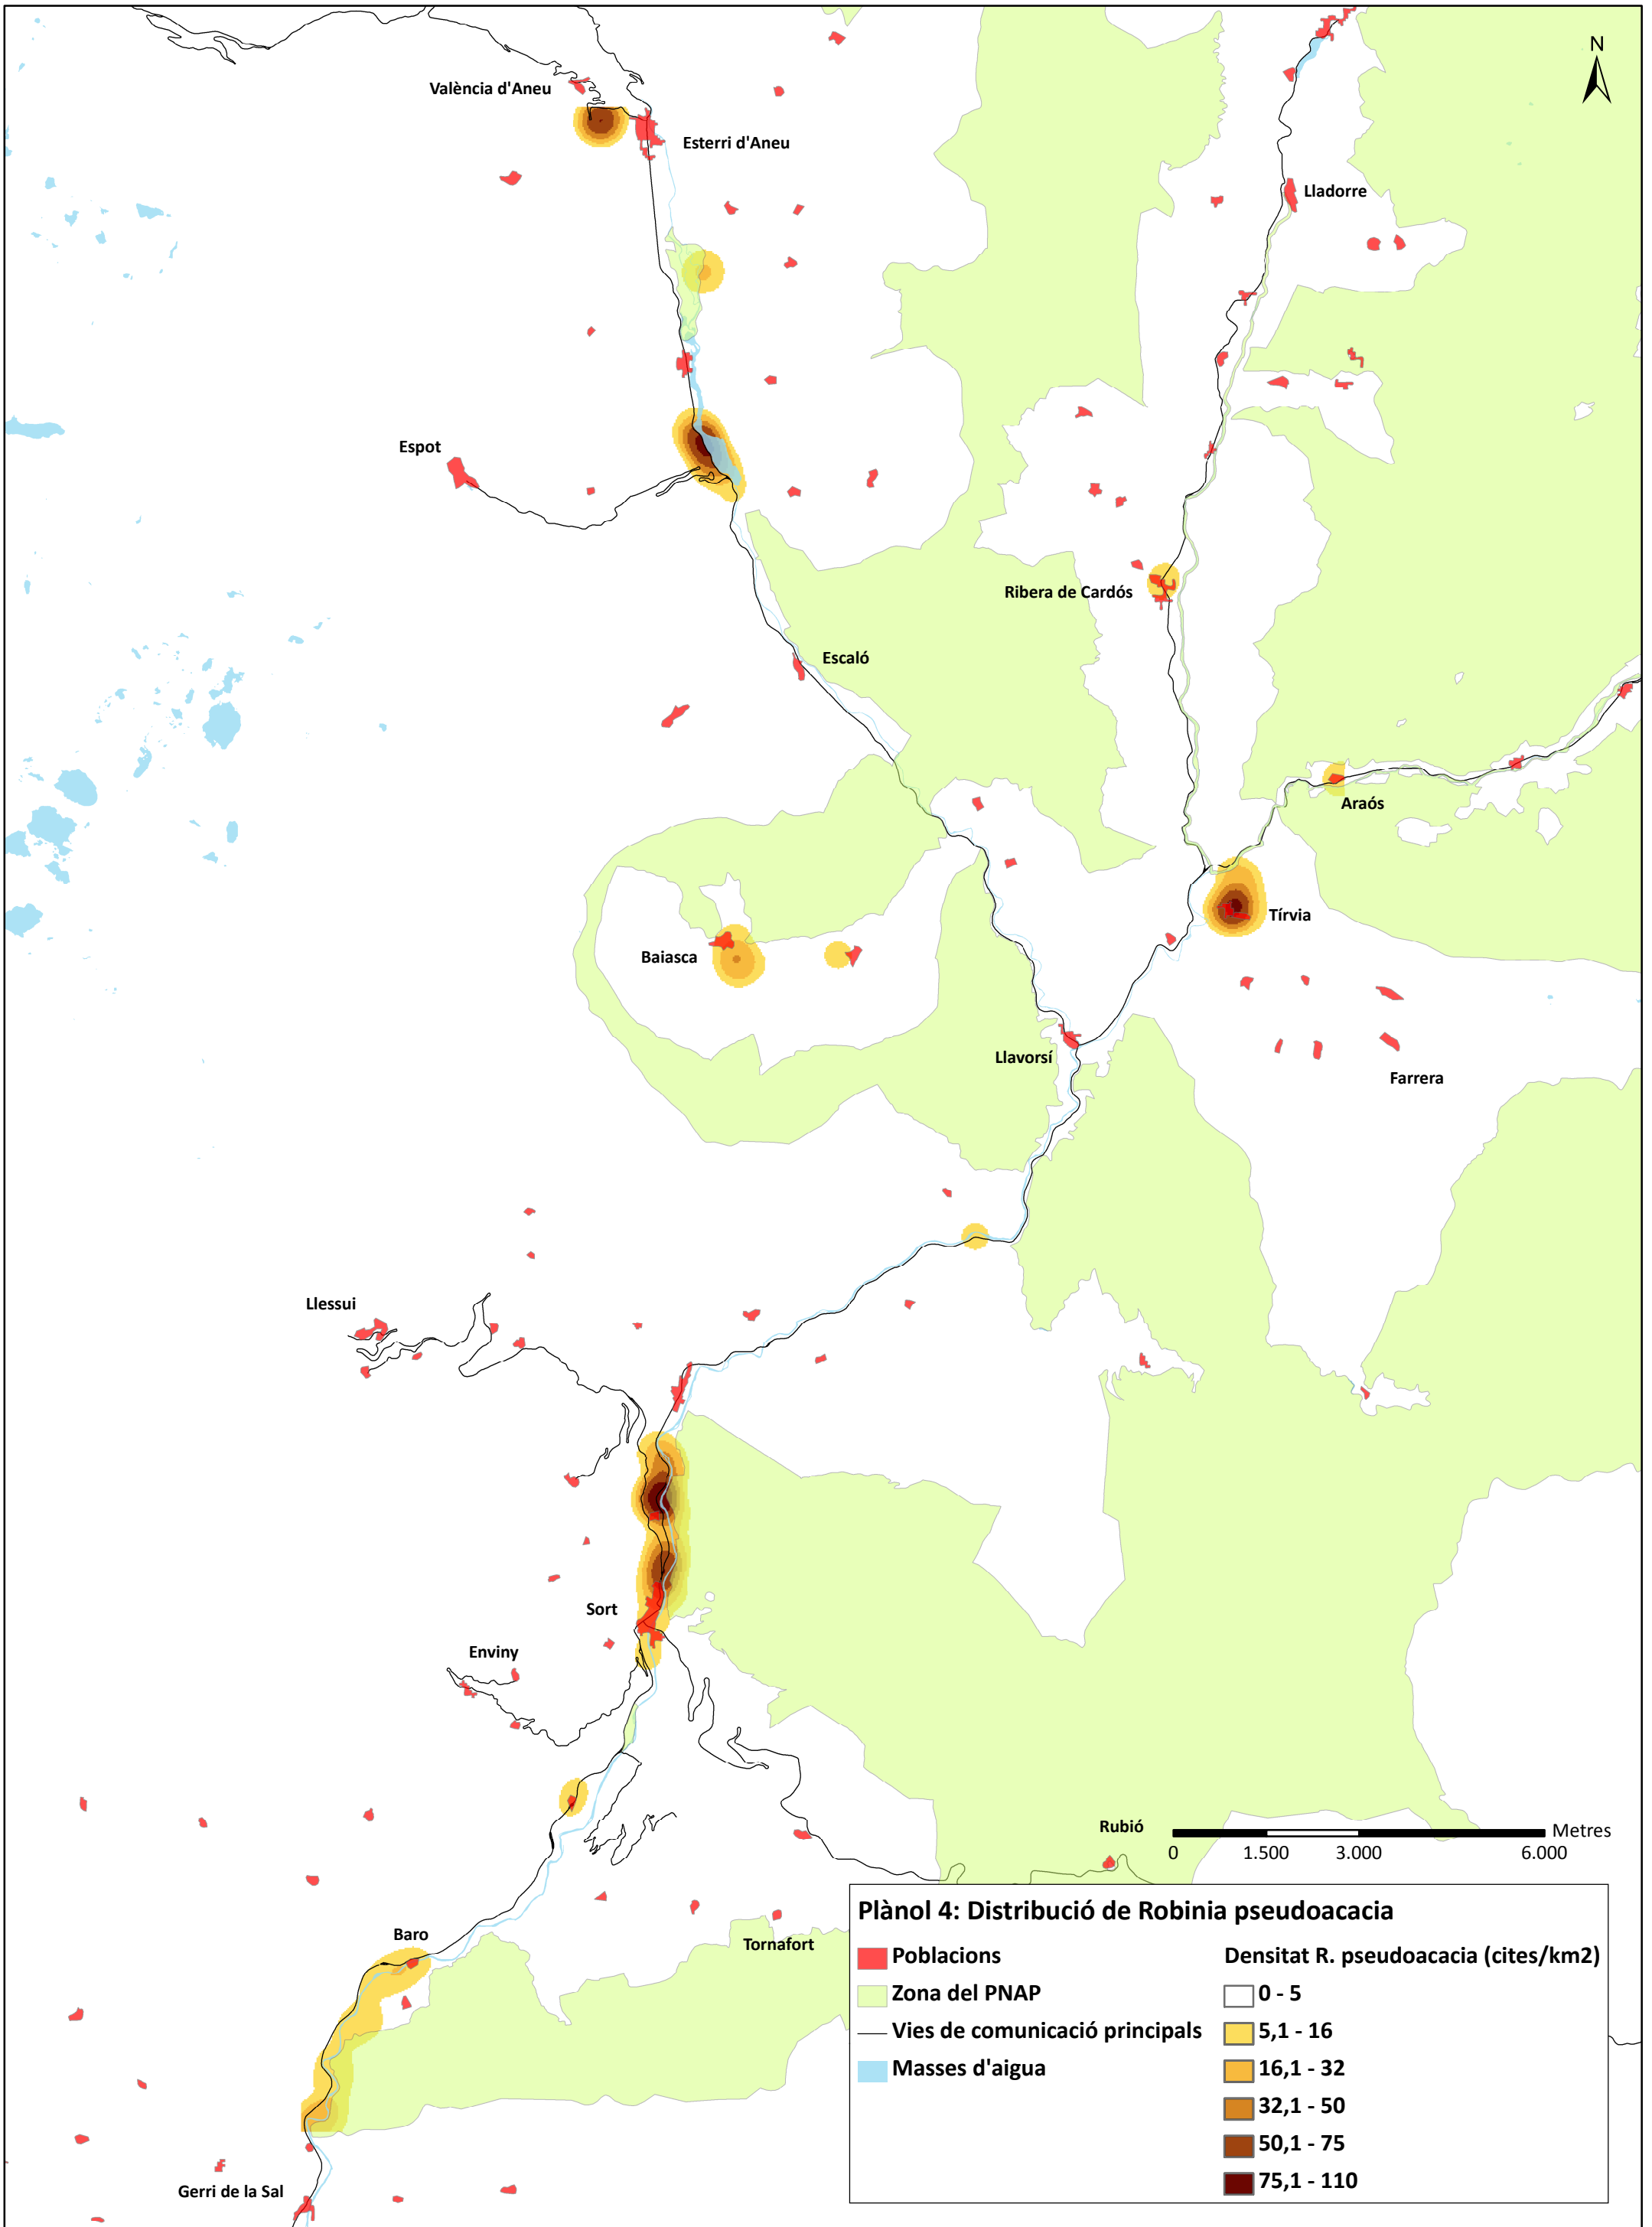 N
València d'Aneu
Esterri d'Aneu
Lladorre
Espot
Ribera de Cardós
Escaló
Araós
Tírvia
Baiasca
Llavorsí
Farrera
Llessui
Sort
Enviny
Rubió
Metres
0 1.500 3.000 6.000
Baro
Tornafort
Gerri de la Sal
Plànol 4: Distribució de Robinia pseudoacacia
Poblacions
Zona del PNAP
Vies de comunicació principals
Masses d'aigua
Densitat R. pseudoacacia (cites/km2)
0 - 5
5,1 - 16
16,1 - 32
32,1 - 50
50,1 - 75
75,1 - 110